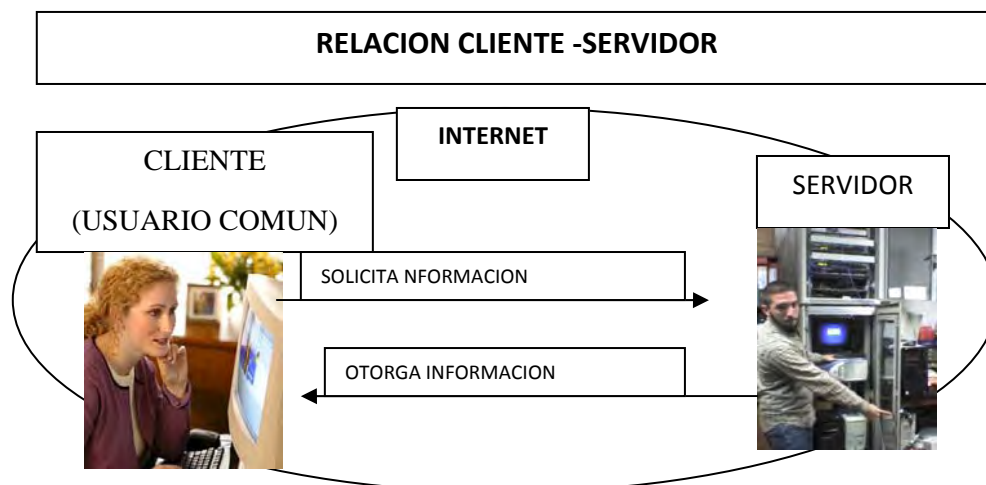 RELACION CLIENTE -SERVIDOR
INTERNET
CLIENTE
(USUARIO COMUN)
SERVIDOR
SOLICITA NFORMACION
OTORGA INFORMACION